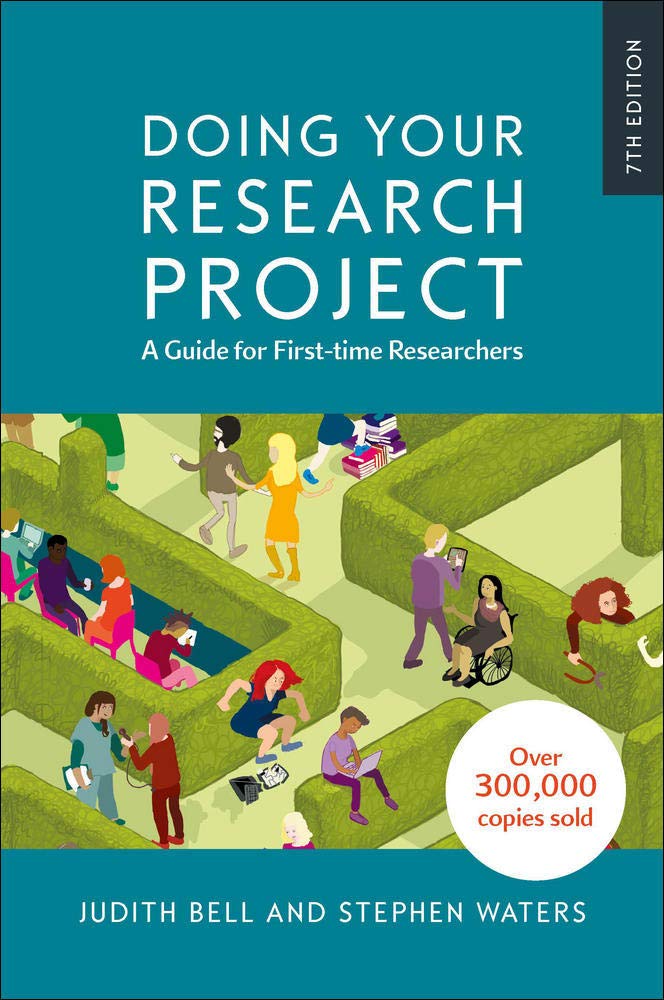 7TH EDITION
DOING YOUR
RESEARCH
PROJECT
A Guide for First-time Researchers
Over
300,000
copies sold
JUDITH BELL AND STEPHEN WATERS